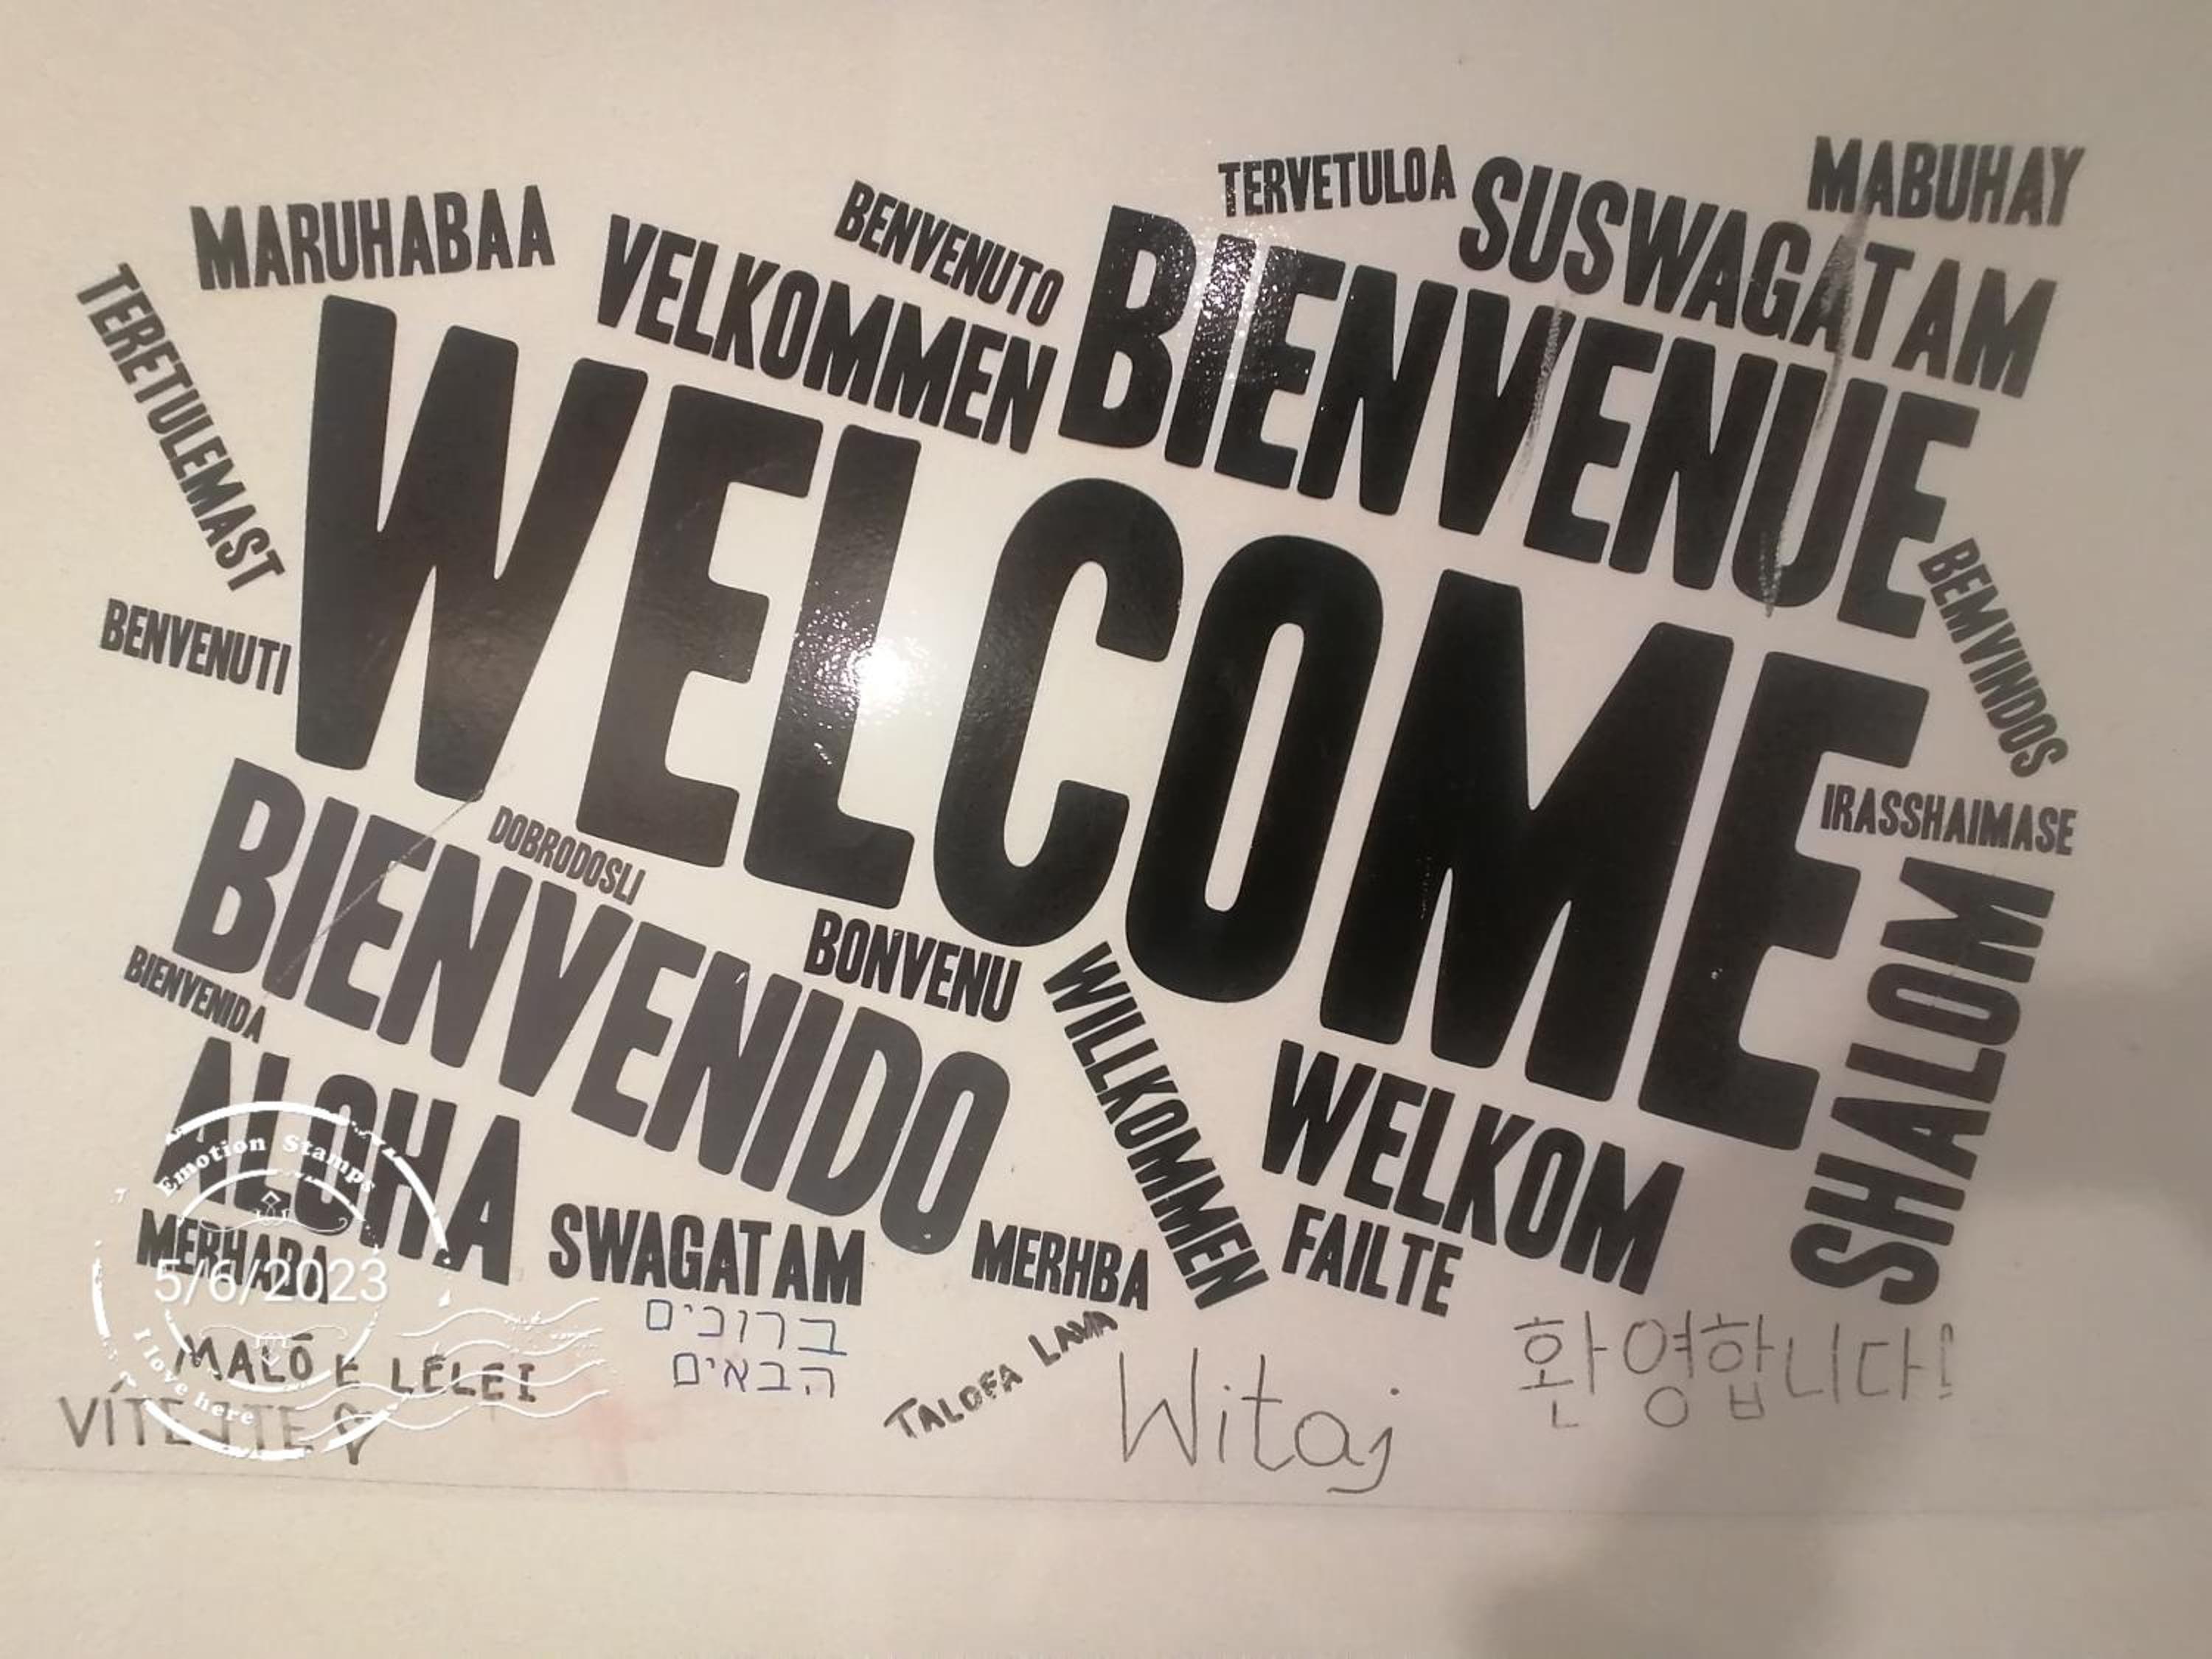 MABUHAY
TERVETULOA
SUSWAGATAM
MARUHABAA
BENVENUTO
VELKOMMEN
BIENVENUE
TERETULEMAST
WELCOME
BEMVINDOS
BENVENUTI
IRASSHAIMASE
DOBRODOSLI
BIENVENIDO
BONVENU
SHALOM
BIENVENIDA
WILLKOMMEN
WELKOM
ALOHA
SWAGATAM
MERHBA
FAILTE
MERHABA
ברוכים
הבאים
MALŌ E LELEI
TALOFA LAVA
VÍTEJTE
Witaj
환영합니다!
Emotion Stamps
5/6/2023
I love here